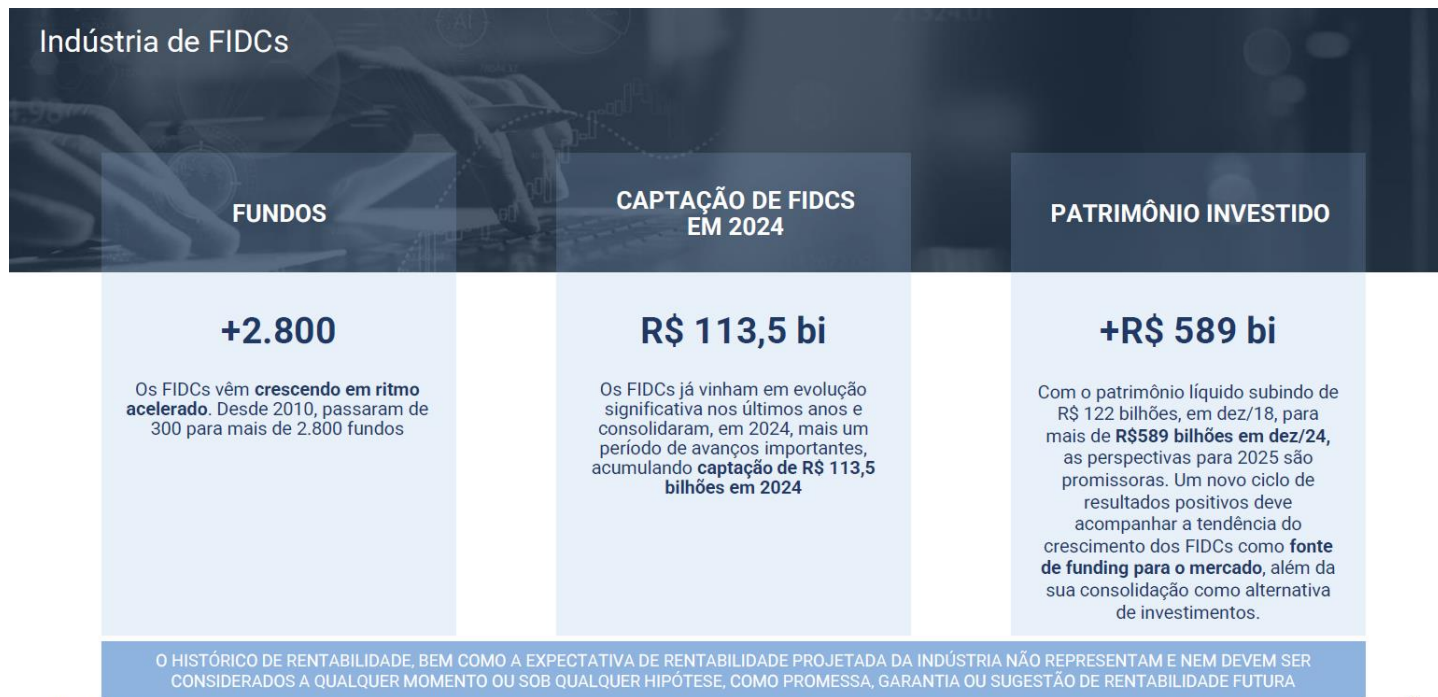 Indústria de FIDCs
FUNDOS
+2.800
Os FIDCs vêm crescendo em ritmo
acelerado. Desde 2010, passaram de
300 para mais de 2.800 fundos
CAPTAÇÃO DE FIDCS
EM 2024
R$ 113,5 bi
Os FIDCs já vinham em evolução
significativa nos últimos anos e
consolidaram, em 2024, mais um
período de avanços importantes,
acumulando captação de R$ 113,5
bilhões em 2024
PATRIMÔNIO INVESTIDO
+R$ 589 bi
Com o patrimônio líquido subindo de
R$ 122 bilhões, em dez/18, para
mais de R$589 bilhões em dez/24,
as perspectivas para 2025 são
promissoras. Um novo ciclo de
resultados positivos deve
acompanhar a tendência do
crescimento dos FIDCs como fonte
de funding para o mercado, além da
sua consolidação como alternativa
de investimentos.
O HISTÓRICO DE RENTABILIDADE, BEM COMO A EXPECTATIVA DE RENTABILIDADE PROJETADA DA INDÚSTRIA NÃO REPRESENTAM E NEM DEVEM SER
CONSIDERADOS A QUALQUER MOMENTO OU SOB QUALQUER HIPÓTESE, COMO PROMESSA, GARANTIA OU SUGESTÃO DE RENTABILIDADE FUTURA